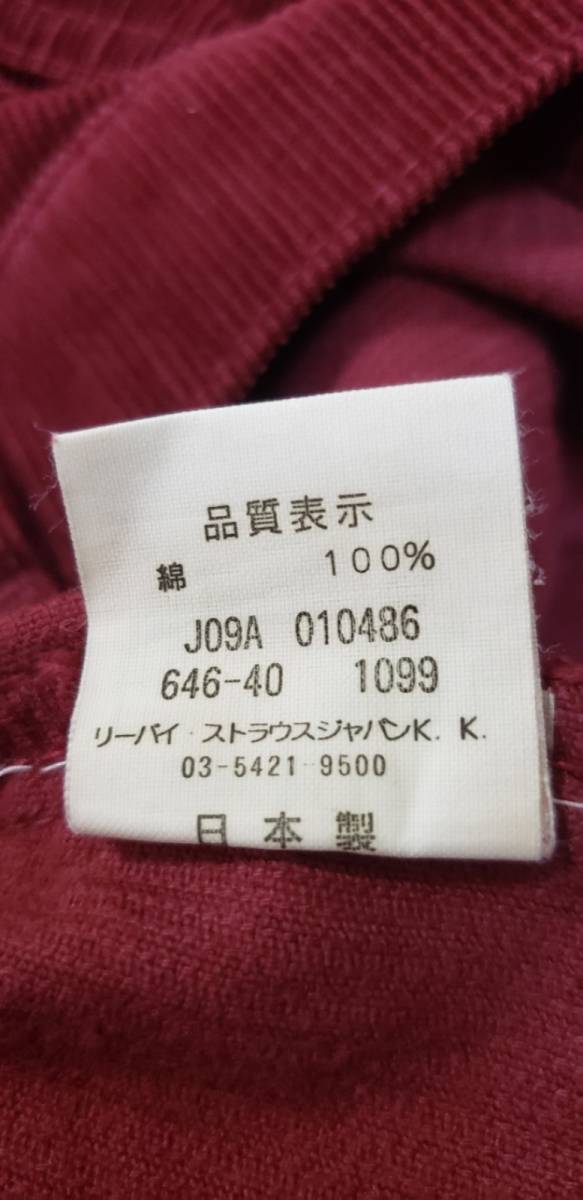 品質表示
綿 100%
J09A 010486
646-40 1099
リーバイ・ストラウスジャパンK.K.
03-5421-9500
日本製